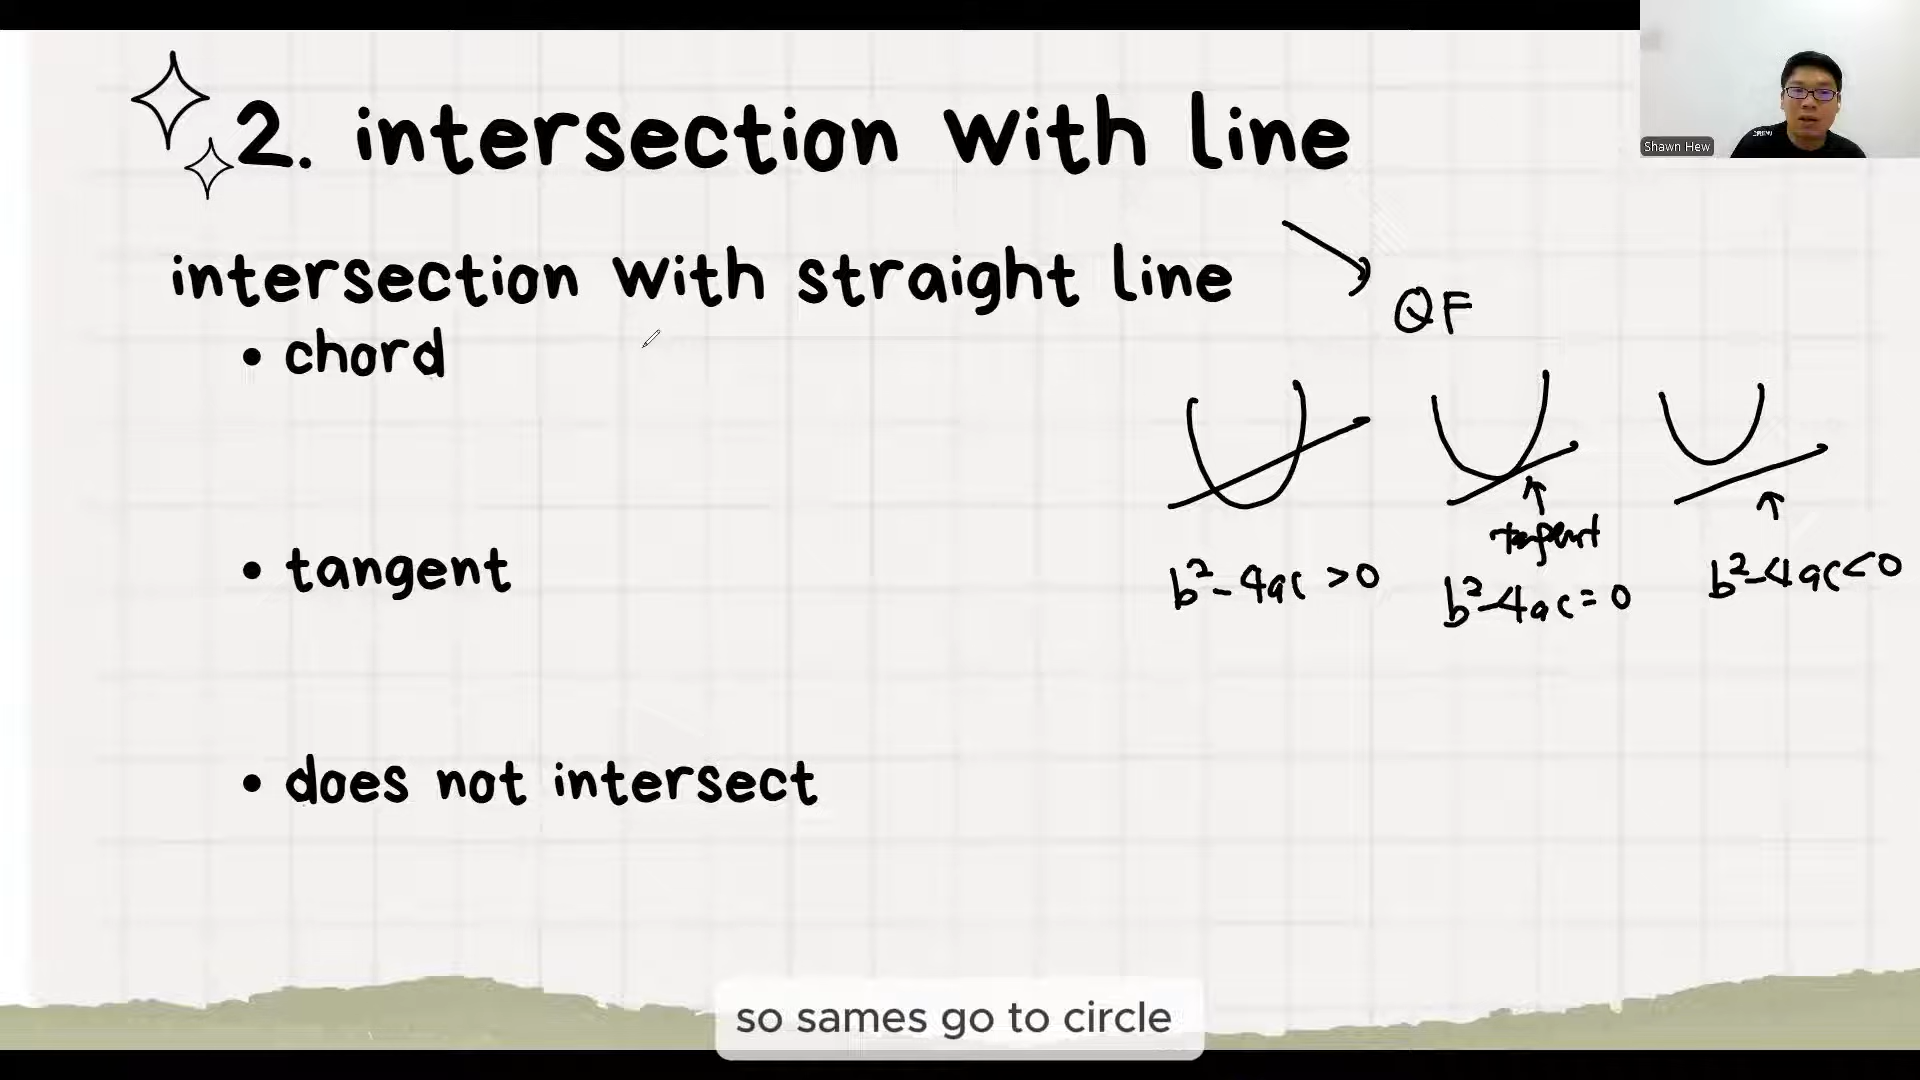 2. intersection with line
Shawn Hew
intersection with straight line
QF
• chord
tangent
• tangent
b²-4ac >0
b²-4ac = 0
b²-4ac<0
• does not intersect
so sames go to circle